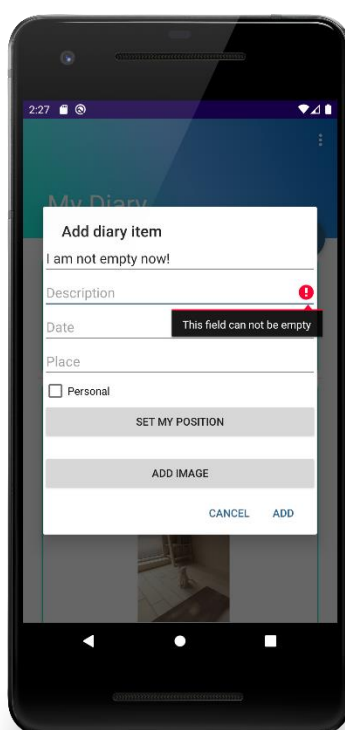 2:27
My Diary
Add diary item
I am not empty now!
Description
This field can not be empty
Date
Place
Personal
SET MY POSITION
ADD IMAGE
CANCEL ADD